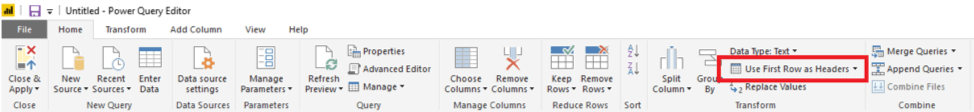 Untitled - Power Query Editor
File Home Transform Add Column View Help
Close & Apply
New Source
Recent Sources
Enter Data
Data source settings
Manage Parameters
Refresh Preview
Properties
Advanced Editor
Manage
Choose Columns
Remove Columns
Keep Rows
Remove Rows
Split Column
Group By
Data Type: Text
Use First Row as Headers
Replace Values
Merge Queries
Append Queries
Combine Files
Close New Query Data Sources Parameters Query Manage Columns Reduce Rows Sort Transform Combine